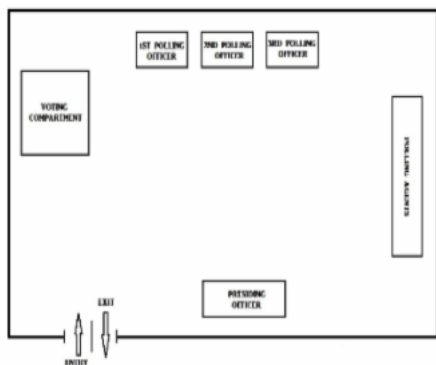 1ST POLLING
OFFICER
2ND POLLING
OFFICER
3RD POLLING
OFFICER
VOTING
COMPARTMENT
POLLING AGENTS
PRESIDING
OFFICER
EXIT
ENTRY